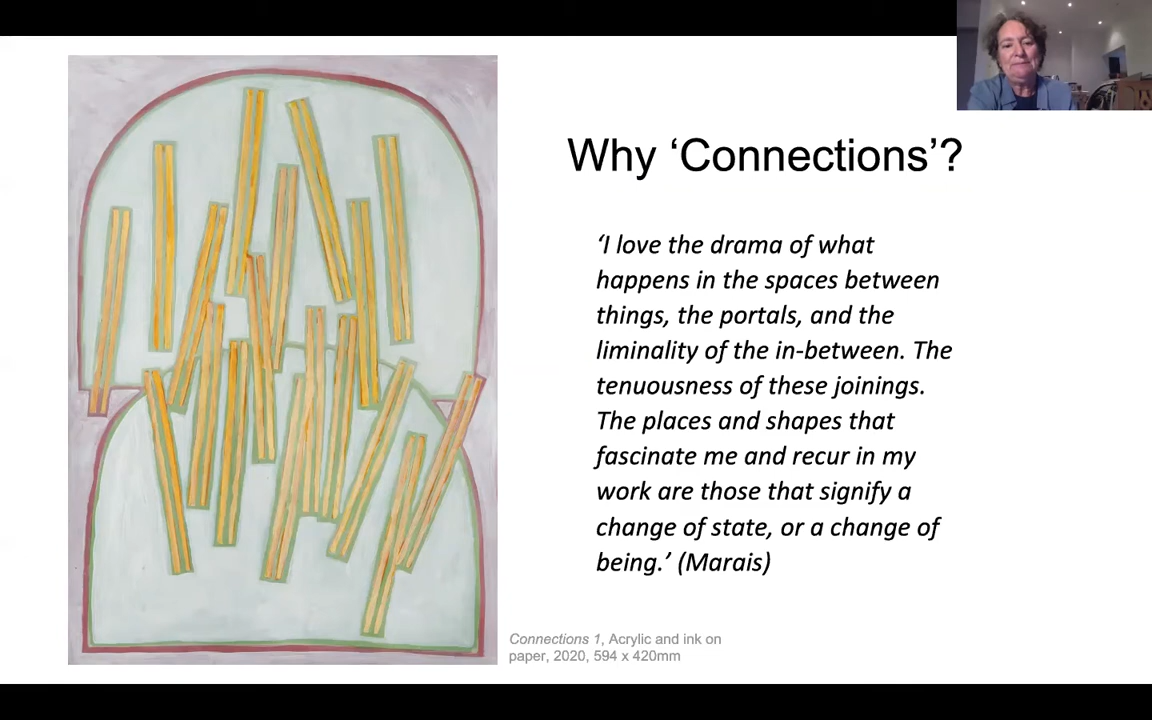 Why ‘Connections’?
‘I love the drama of what
happens in the spaces between
things, the portals, and the
liminality of the in-between. The
tenuousness of these joinings.
The places and shapes that
fascinate me and recur in my
work are those that signify a
change of state, or a change of
being.’ (Marais)
Connections 1, Acrylic and ink on
paper, 2020, 594 x 420mm